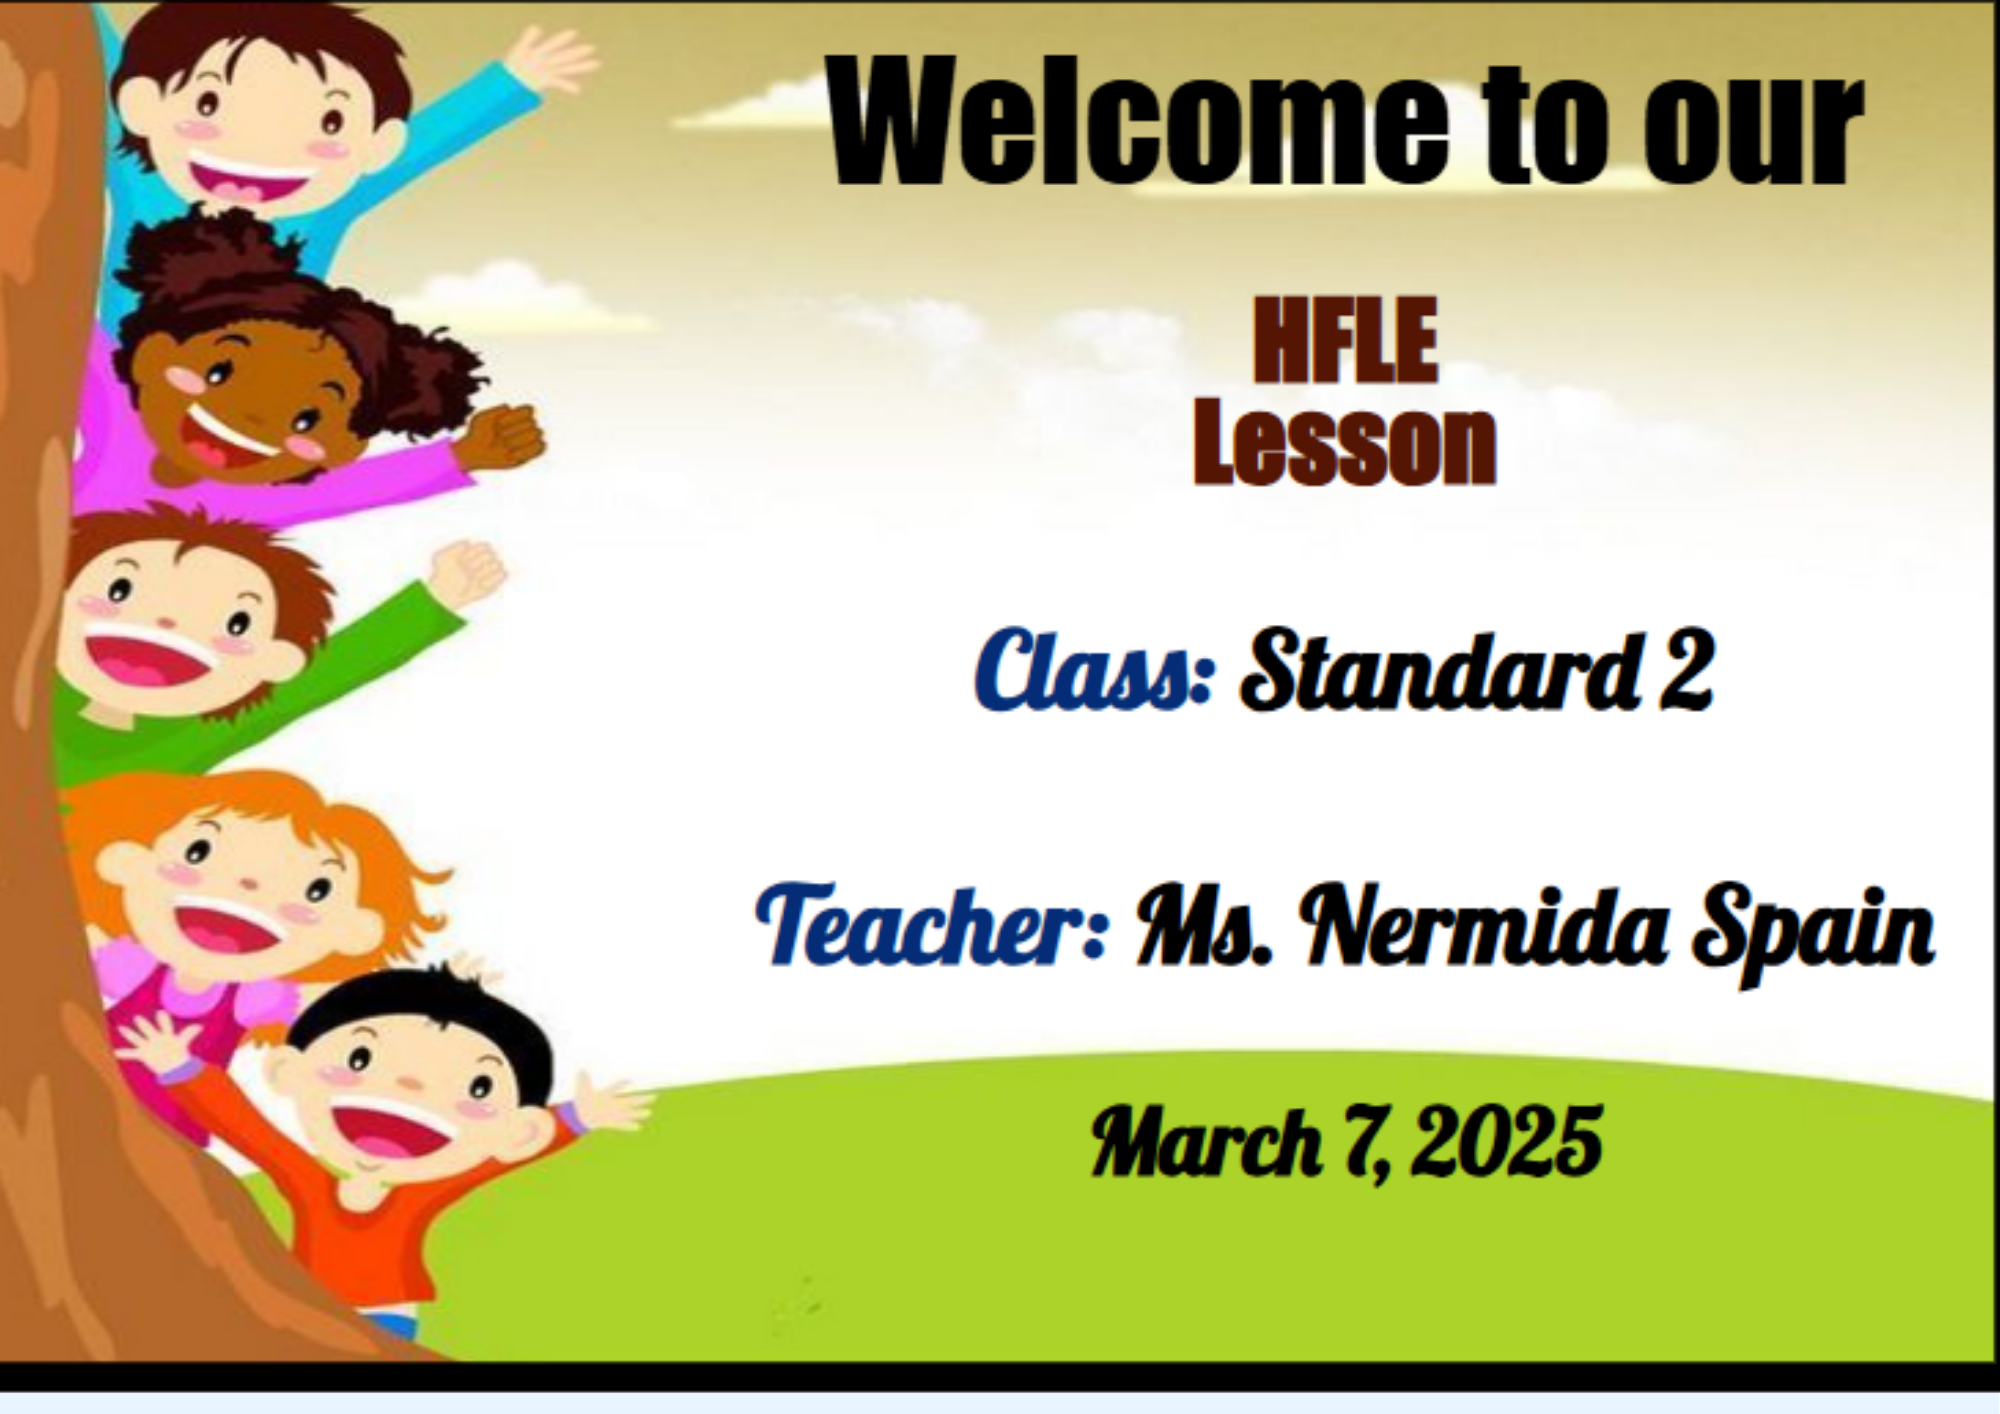 Welcome to our
HFLE
Lesson
Class: Standard 2
Teacher: Ms. Nermida Spain
March 7, 2025